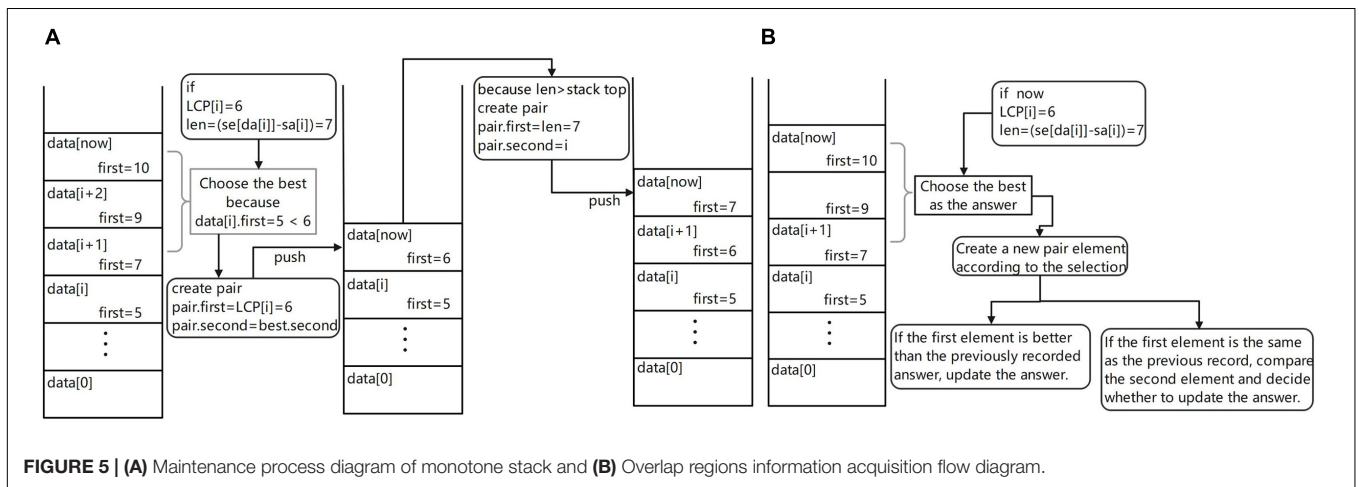 A
data[now]
first=10
data[i+2]
first=9
data[i+1]
first=7
data[i]
first=5
data[0]
if
LCP[i]=6
len=(se[da[i]]-sa[i])=7
Choose the best
because
data[i].first=5 < 6
create pair
pair.first=LCP[i]=6
pair.second=best.second
push
data[now]
first=6
data[i]
first=5
data[0]
because len>stack top
create pair
pair.first=len=7
pair.second=i
push
data[now]
first=7
data[i+1]
first=6
data[i]
first=5
data[0]
B
data[now]
first=10
first=9
data[i+1]
first=7
data[i]
first=5
data[0]
if now
LCP[i]=6
len=(se[da[i]]-sa[i])=7
Choose the best
as the answer
Create a new pair element
according to the selection
If the first element is better
than the previously recorded
answer, update the answer.
If the first element is the same
as the previous record, compare
the second element and decide
whether to update the answer.
FIGURE 5 | (A) Maintenance process diagram of monotone stack and (B) Overlap regions information acquisition flow diagram.